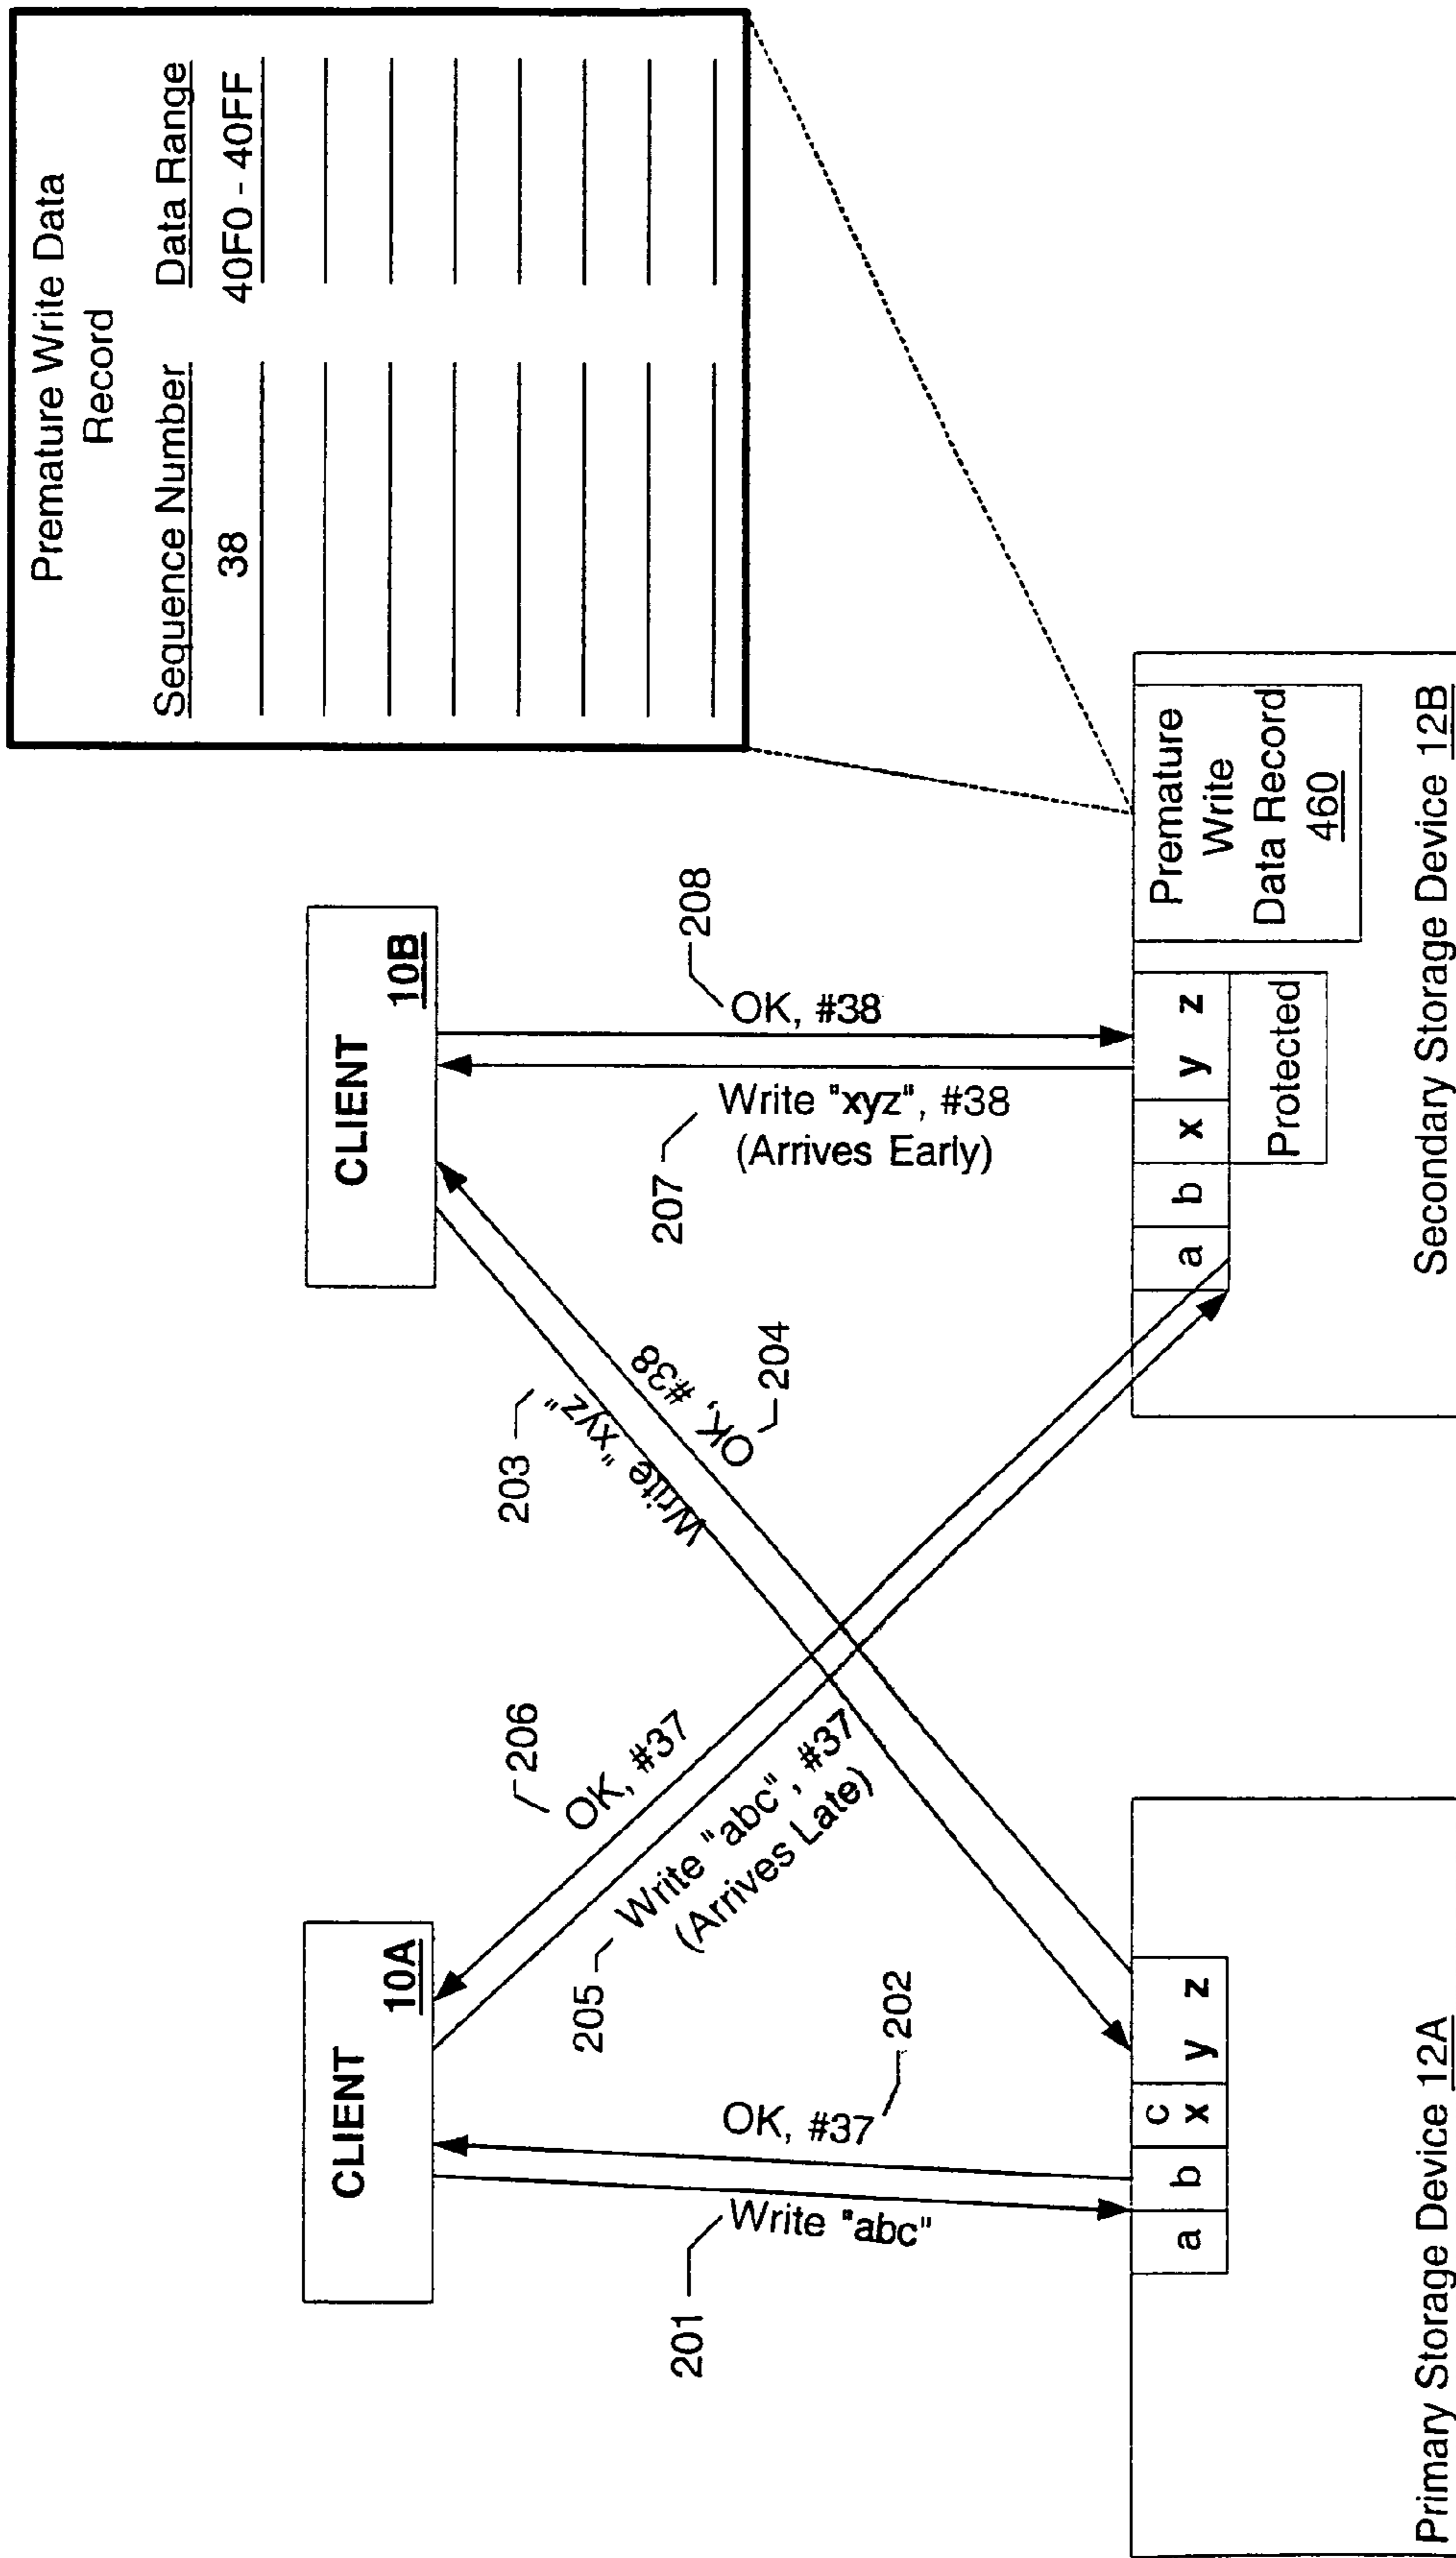 Premature Write Data
Record
Sequence Number Data Range
38 40F0 - 40FF
CLIENT
10A
CLIENT
10B
201
Write "abc"
OK, #37
202
203
Write "xyz"
OK, #38
204
205
Write "abc", #37
(Arrives Late)
206
OK, #37
207
Write "xyz", #38
(Arrives Early)
208
OK, #38
a b c
x y z
Primary Storage Device 12A
a b x y z
Protected
Premature
Write
Data Record
460
Secondary Storage Device 12B